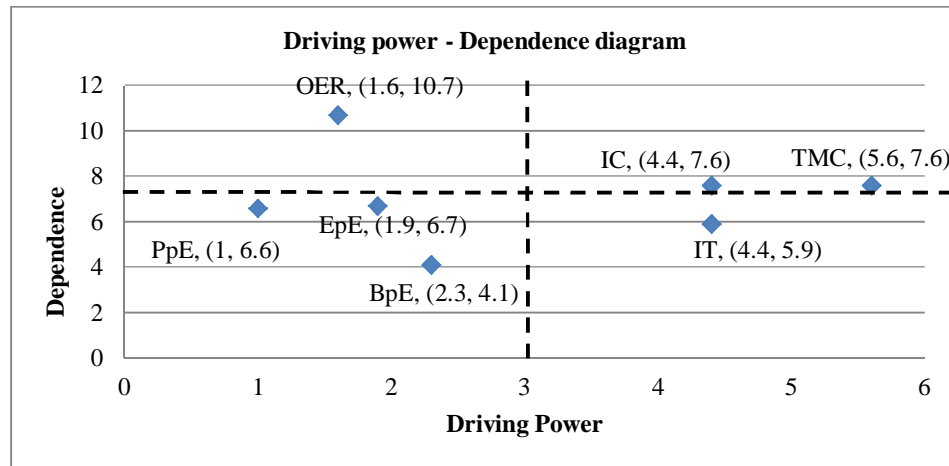 Driving power - Dependence diagram
12
10
8
6
4
2
0
OER, (1.6, 10.7)
IC, (4.4, 7.6)
TMC, (5.6, 7.6)
EpE, (1.9, 6.7)
PpE, (1, 6.6)
IT, (4.4, 5.9)
BpE, (2.3, 4.1)
Dependence
0 1 2 3 4 5 6
Driving Power